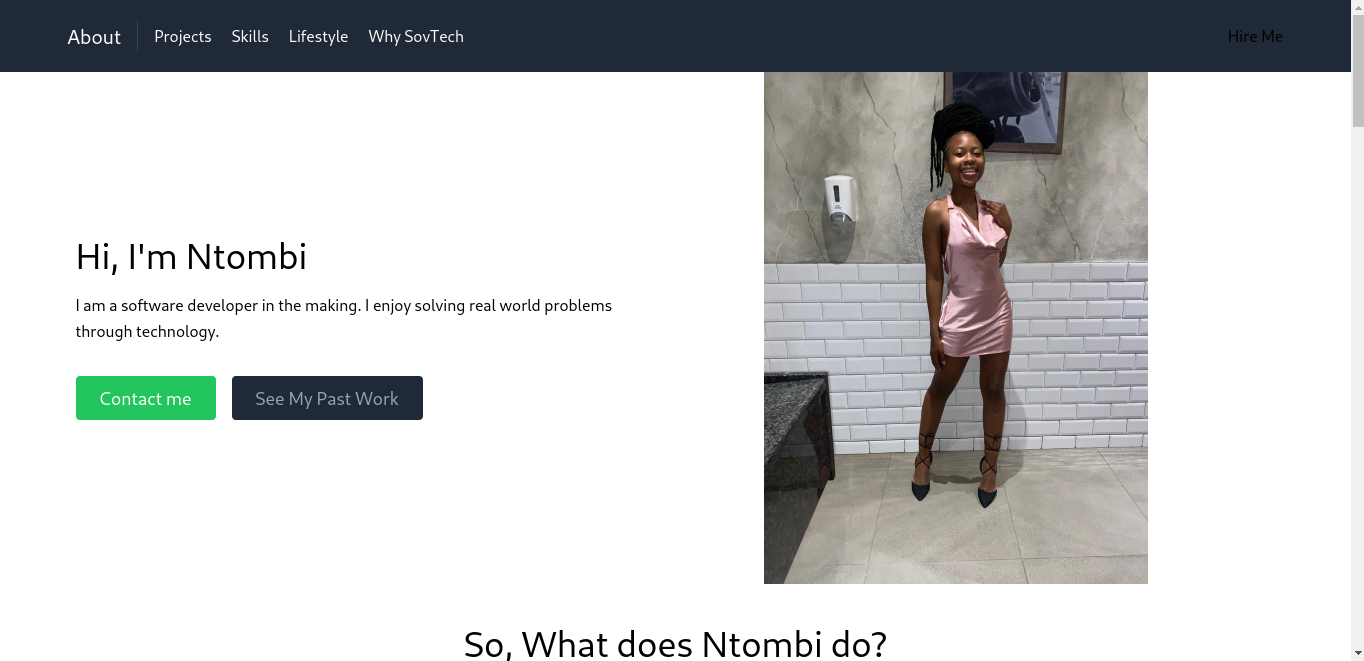 About Projects Skills Lifestyle Why SovTech Hire Me
Hi, I'm Ntombi
I am a software developer in the making. I enjoy solving real world problems
through technology.
Contact me See My Past Work
So, What does Ntombi do?